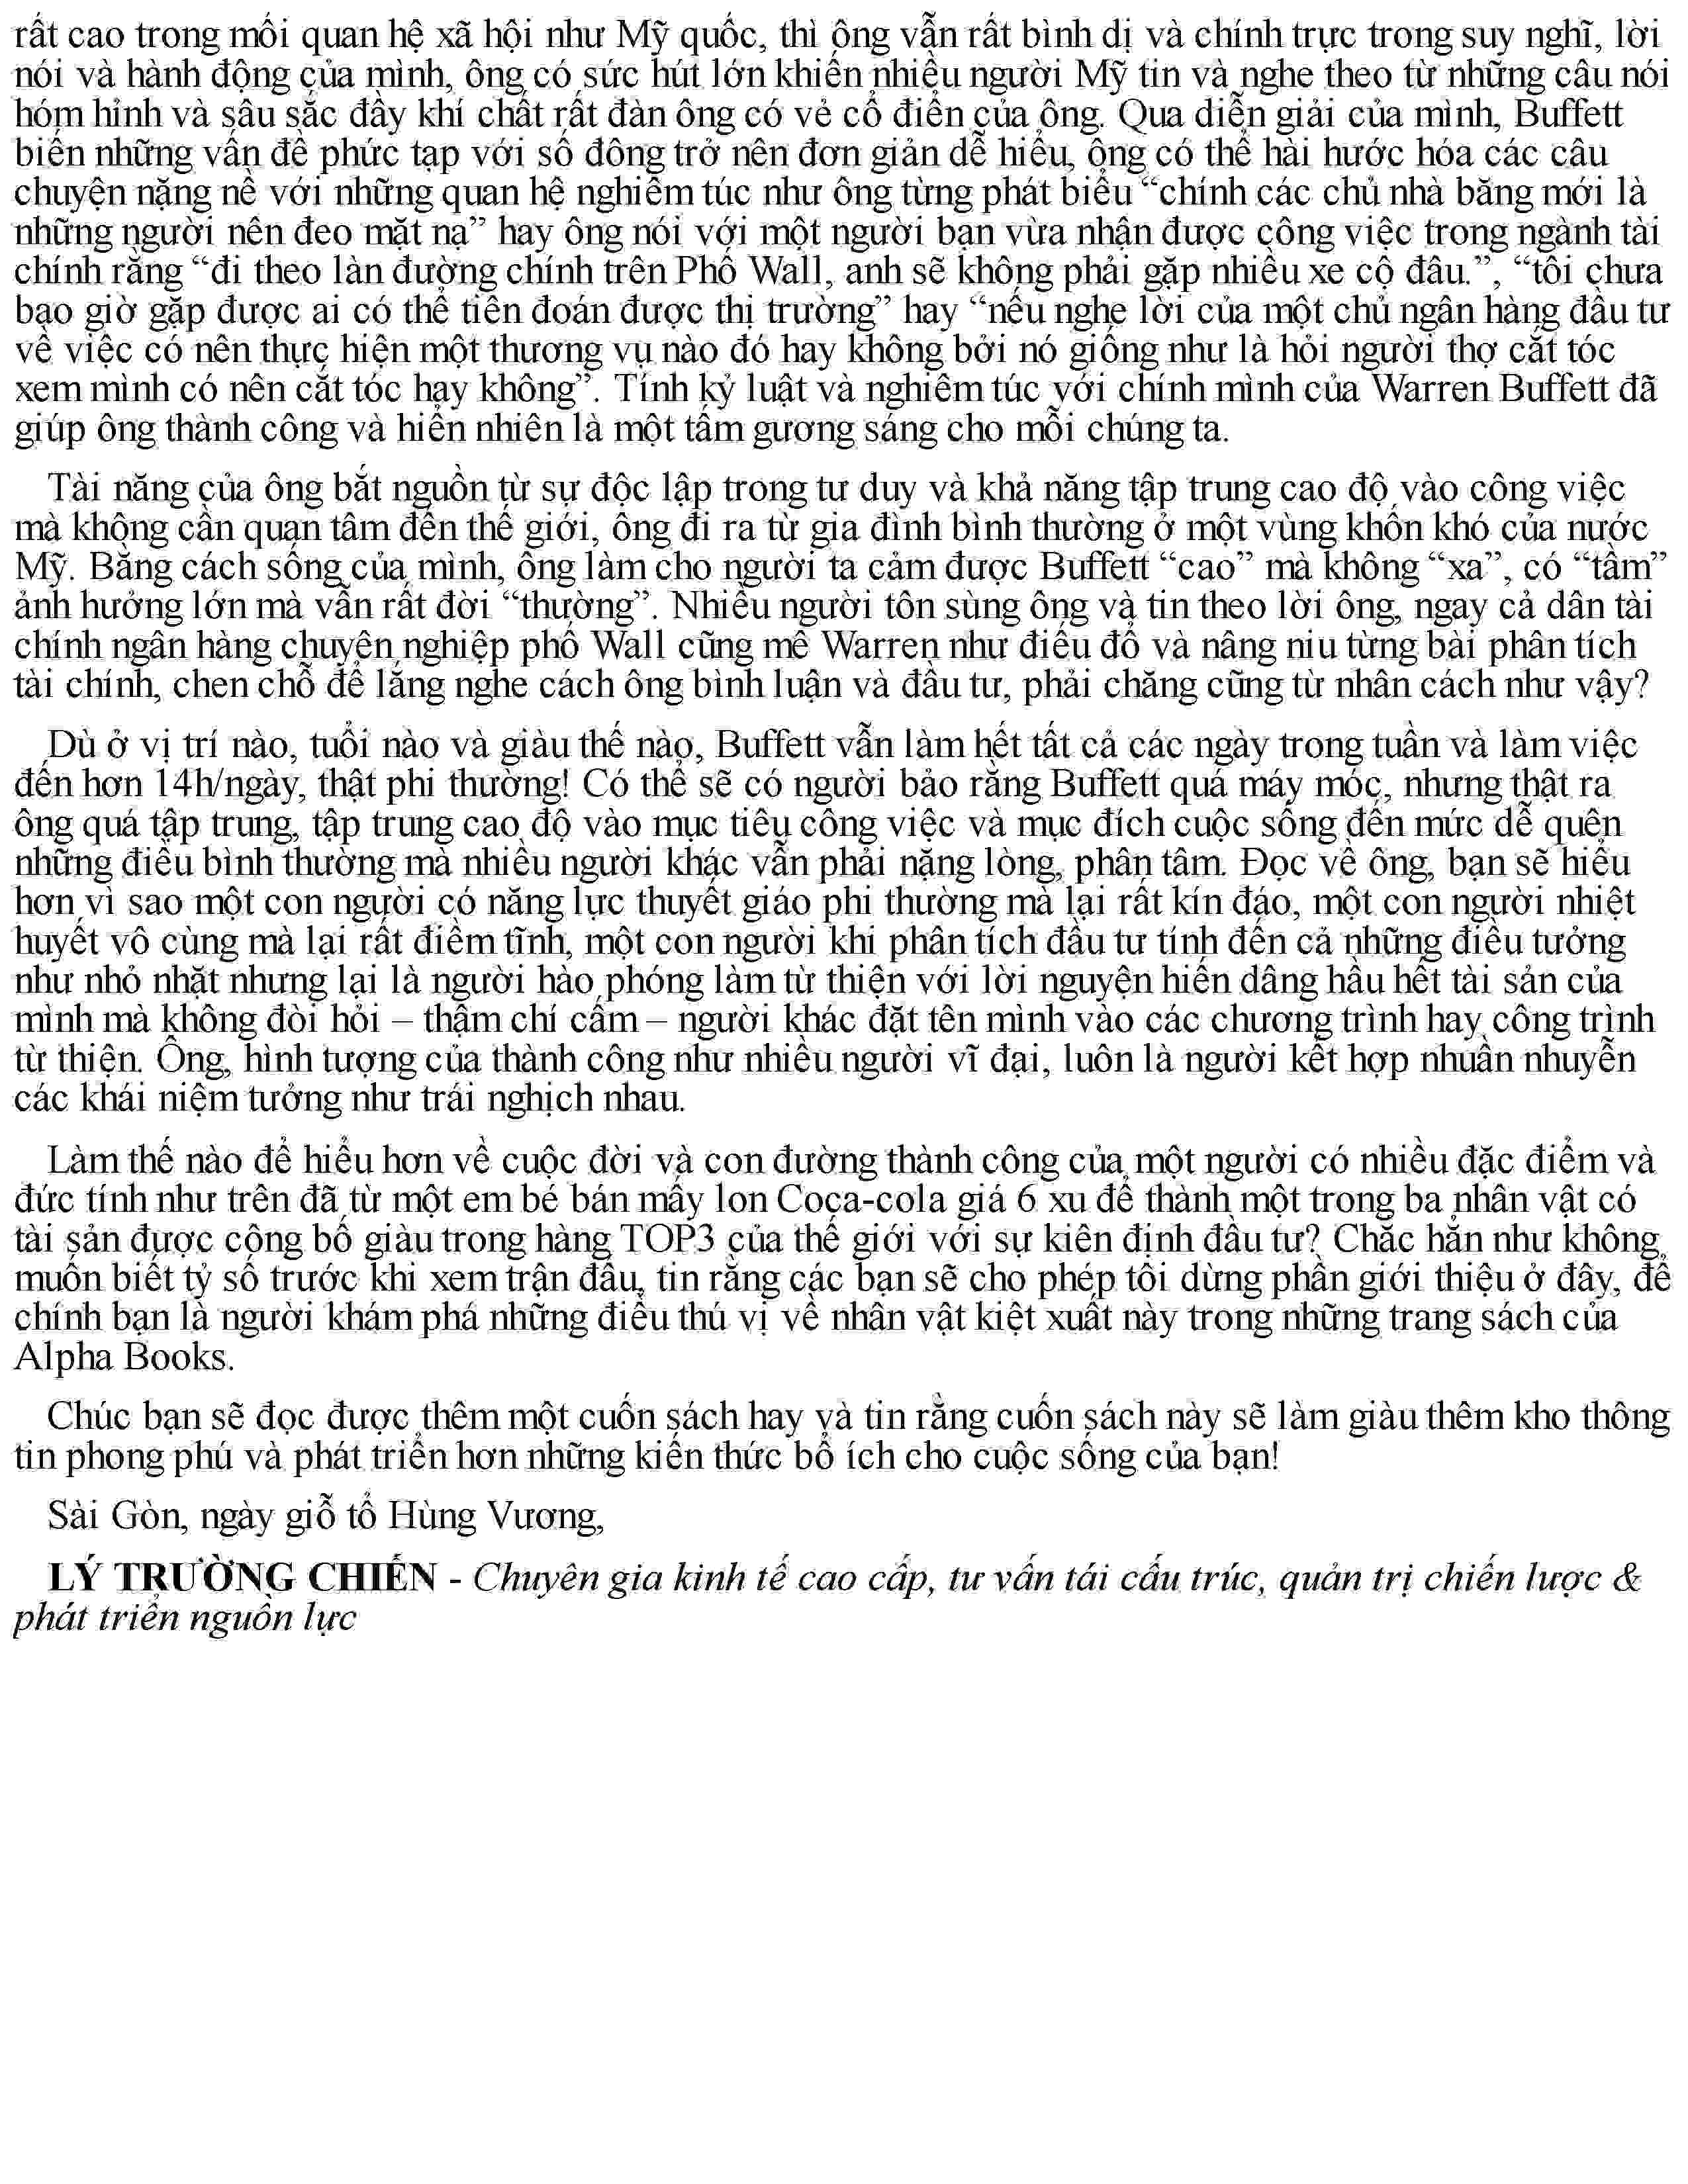 rất cao trong mối quan hệ xã hội như Mỹ quốc, thì ông vẫn rất bình dị và chính trực trong suy nghĩ, lời
nói và hành động của mình, ông có sức hút lớn khiến nhiều người Mỹ tin và nghe theo từ những câu nói
hóm hỉnh và sâu sắc đầy khí chất rất đàn ông có vẻ cổ điển của ông. Qua diễn giải của mình, Buffett
biến những vấn đề phức tạp với số đông trở nên đơn giản dễ hiểu, ông có thể hài hước hóa các câu
chuyện nặng nề với những quan hệ nghiêm túc như ông từng phát biểu “chính các chủ nhà băng mới là
những người nên đeo mặt nạ” hay ông nói với một người bạn vừa nhận được công việc trong ngành tài
chính rằng “đi theo làn đường chính trên Phố Wall, anh sẽ không phải gặp nhiều xe cộ đâu.”, “tôi chưa
bao giờ gặp được ai có thể tiên đoán được thị trường” hay “nếu nghe lời của một chủ ngân hàng đầu tư
về việc có nên thực hiện một thương vụ nào đó hay không bởi nó giống như là hỏi người thợ cắt tóc
xem mình có nên cắt tóc hay không”. Tính kỷ luật và nghiêm túc với chính mình của Warren Buffett đã
giúp ông thành công và hiển nhiên là một tấm gương sáng cho mỗi chúng ta.
Tài năng của ông bắt nguồn từ sự độc lập trong tư duy và khả năng tập trung cao độ vào công việc
mà không cần quan tâm đến thế giới, ông đi ra từ gia đình bình thường ở một vùng khốn khó của nước
Mỹ. Bằng cách sống của mình, ông làm cho người ta cảm được Buffett “cao” mà không “xa”, có “tầm”
ảnh hưởng lớn mà vẫn rất đời “thường”. Nhiều người tôn sùng ông và tin theo lời ông, ngay cả dân tài
chính ngân hàng chuyên nghiệp phố Wall cũng mê Warren như điếu đổ và nâng niu từng bài phân tích
tài chính, chen chỗ để lắng nghe cách ông bình luận và đầu tư, phải chăng cũng từ nhân cách như vậy?
Dù ở vị trí nào, tuổi nào và giàu thế nào, Buffett vẫn làm hết tất cả các ngày trong tuần và làm việc
đến hơn 14h/ngày, thật phi thường! Có thể sẽ có người bảo rằng Buffett quá máy móc, nhưng thật ra
ông quá tập trung, tập trung cao độ vào mục tiêu công việc và mục đích cuộc sống đến mức dễ quên
những điều bình thường mà nhiều người khác vẫn phải nặng lòng, phân tâm. Đọc về ông, bạn sẽ hiểu
hơn vì sao một con người có năng lực thuyết giáo phi thường mà lại rất kín đáo, một con người nhiệt
huyết vô cùng mà lại rất điềm tĩnh, một con người khi phân tích đầu tư tính đến cả những điều tưởng
như nhỏ nhặt nhưng lại là người hào phóng làm từ thiện với lời nguyện hiến dâng hầu hết tài sản của
mình mà không đòi hỏi – thậm chí cấm – người khác đặt tên mình vào các chương trình hay công trình
từ thiện. Ông, hình tượng của thành công như nhiều người vĩ đại, luôn là người kết hợp nhuần nhuyễn
các khái niệm tưởng như trái nghịch nhau.
Làm thế nào để hiểu hơn về cuộc đời và con đường thành công của một người có nhiều đặc điểm và
đức tính như trên đã từ một em bé bán mấy lon Coca-cola giá 6 xu để thành một trong ba nhân vật có
tài sản được công bố giàu trong hàng TOP3 của thế giới với sự kiên định đầu tư? Chắc hẳn như không
muốn biết tỷ số trước khi xem trận đấu, tin rằng các bạn sẽ cho phép tôi dừng phần giới thiệu ở đây, để
chính bạn là người khám phá những điều thú vị về nhân vật kiệt xuất này trong những trang sách của
Alpha Books.
Chúc bạn sẽ đọc được thêm một cuốn sách hay và tin rằng cuốn sách này sẽ làm giàu thêm kho thông
tin phong phú và phát triển hơn những kiến thức bổ ích cho cuộc sống của bạn!
Sài Gòn, ngày giỗ tổ Hùng Vương,
LÝ TRƯỜNG CHIẾN - Chuyên gia kinh tế cao cấp, tư vấn tái cấu trúc, quản trị chiến lược &
phát triển nguồn lực